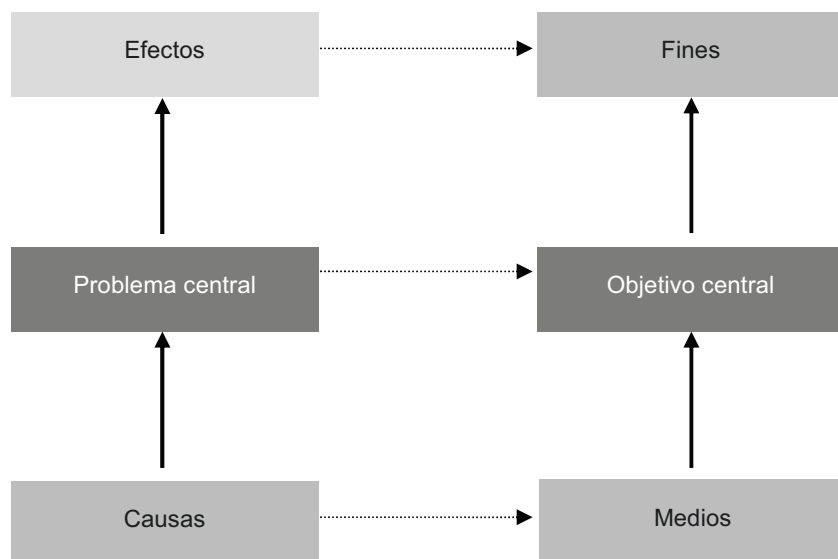 Efectos
Fines
Problema central
Objetivo central
Causas
Medios